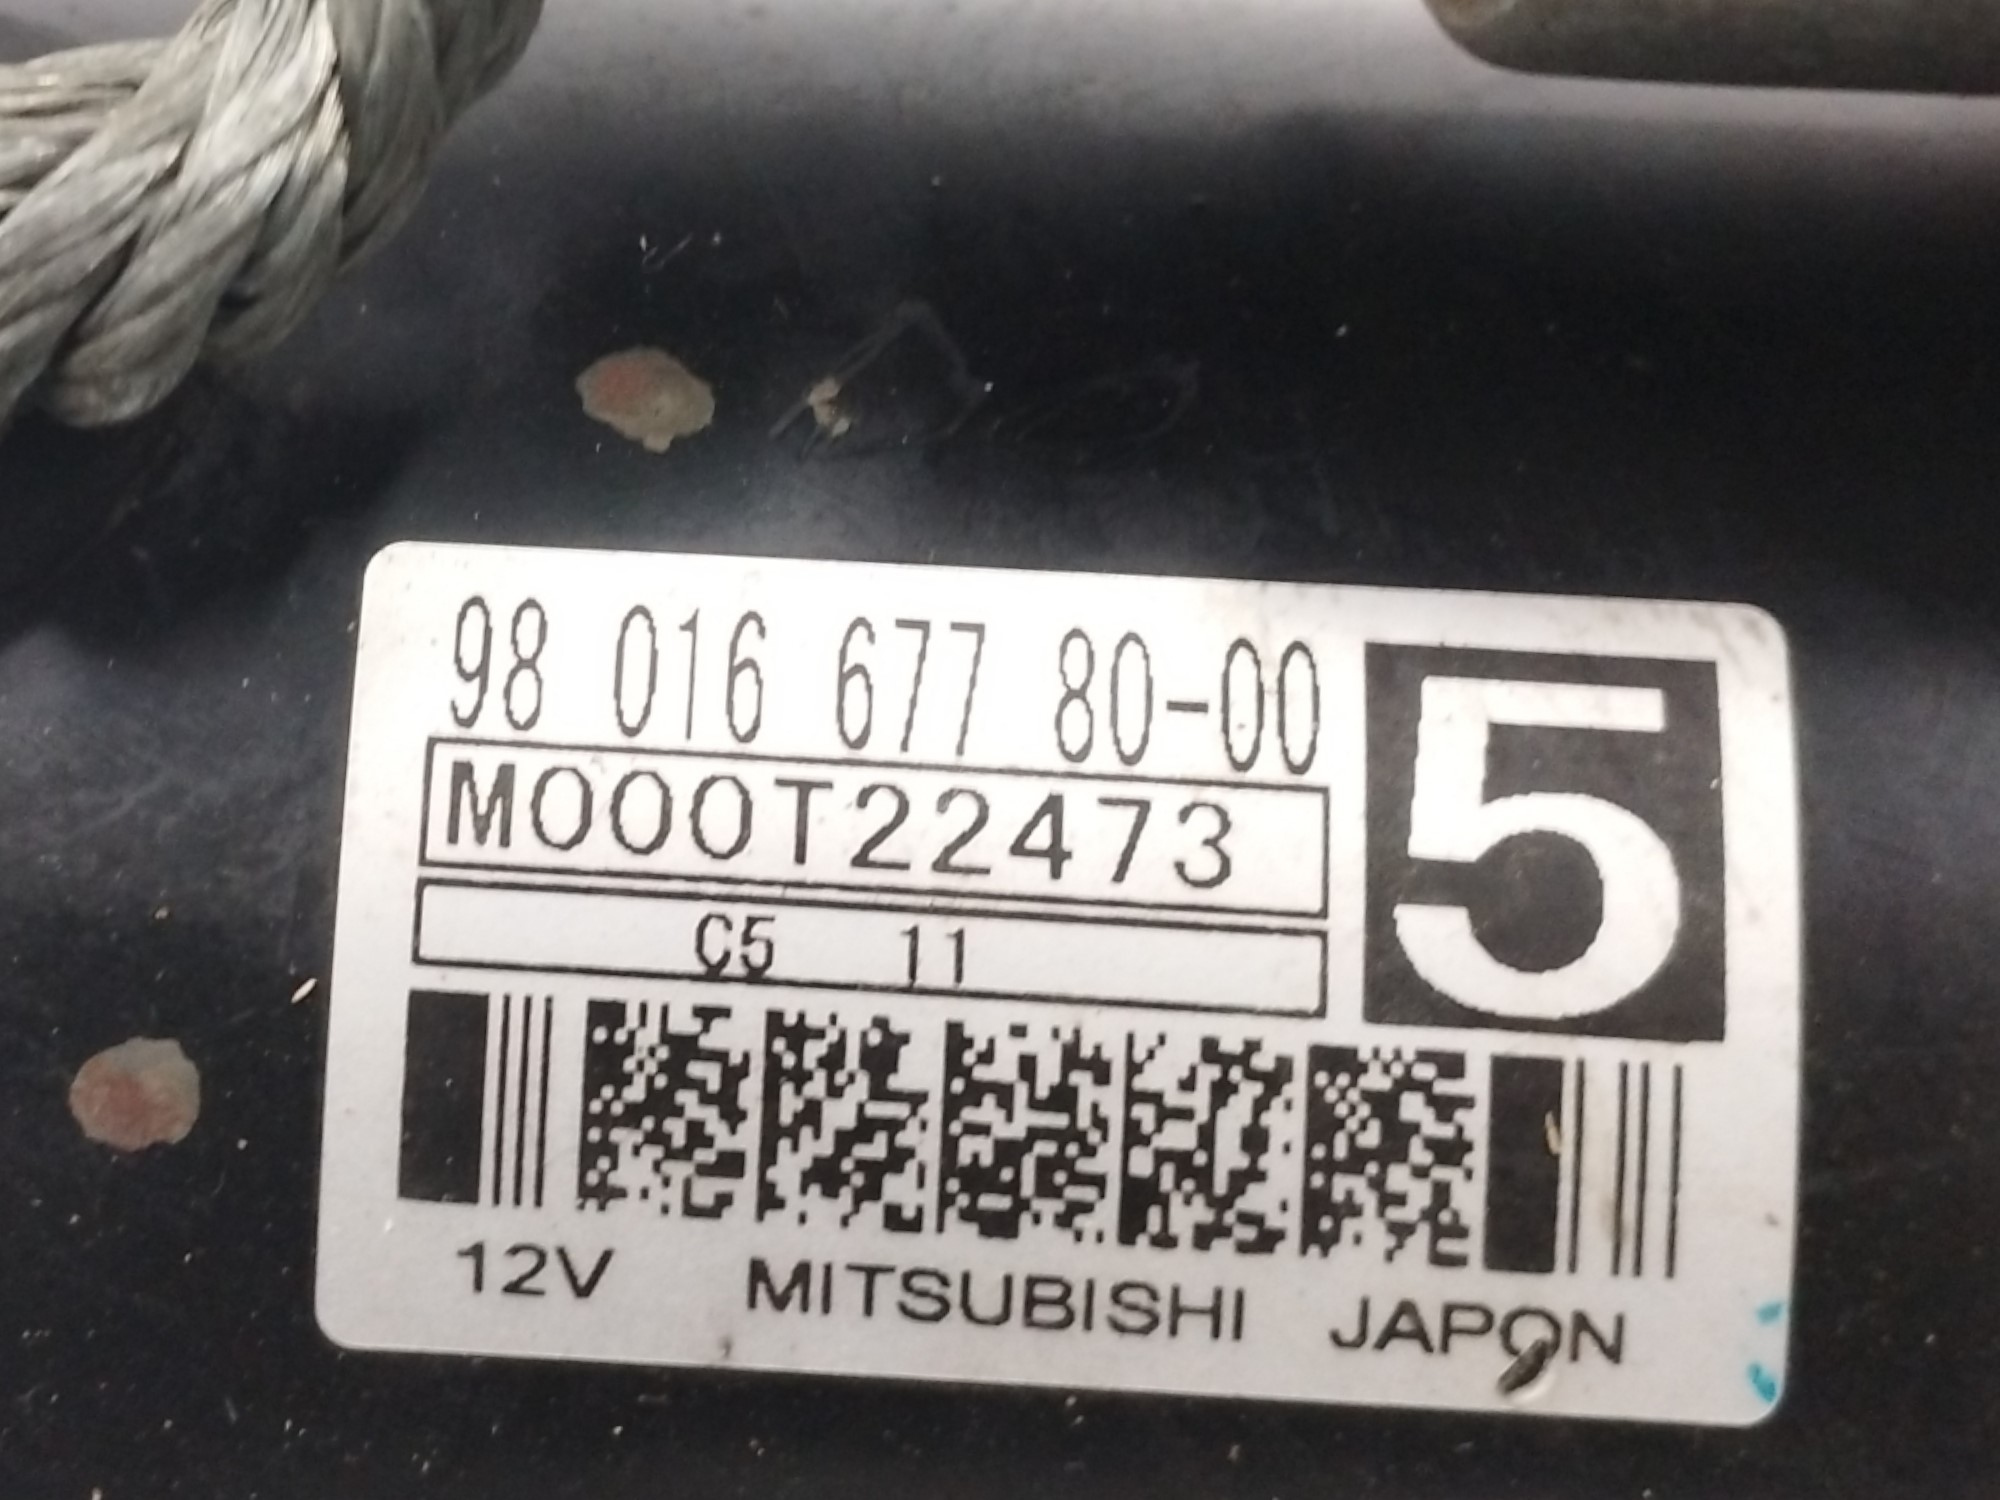 98 016 677 80-00
M000T22473
5
C5 11
12V MITSUBISHI JAPON